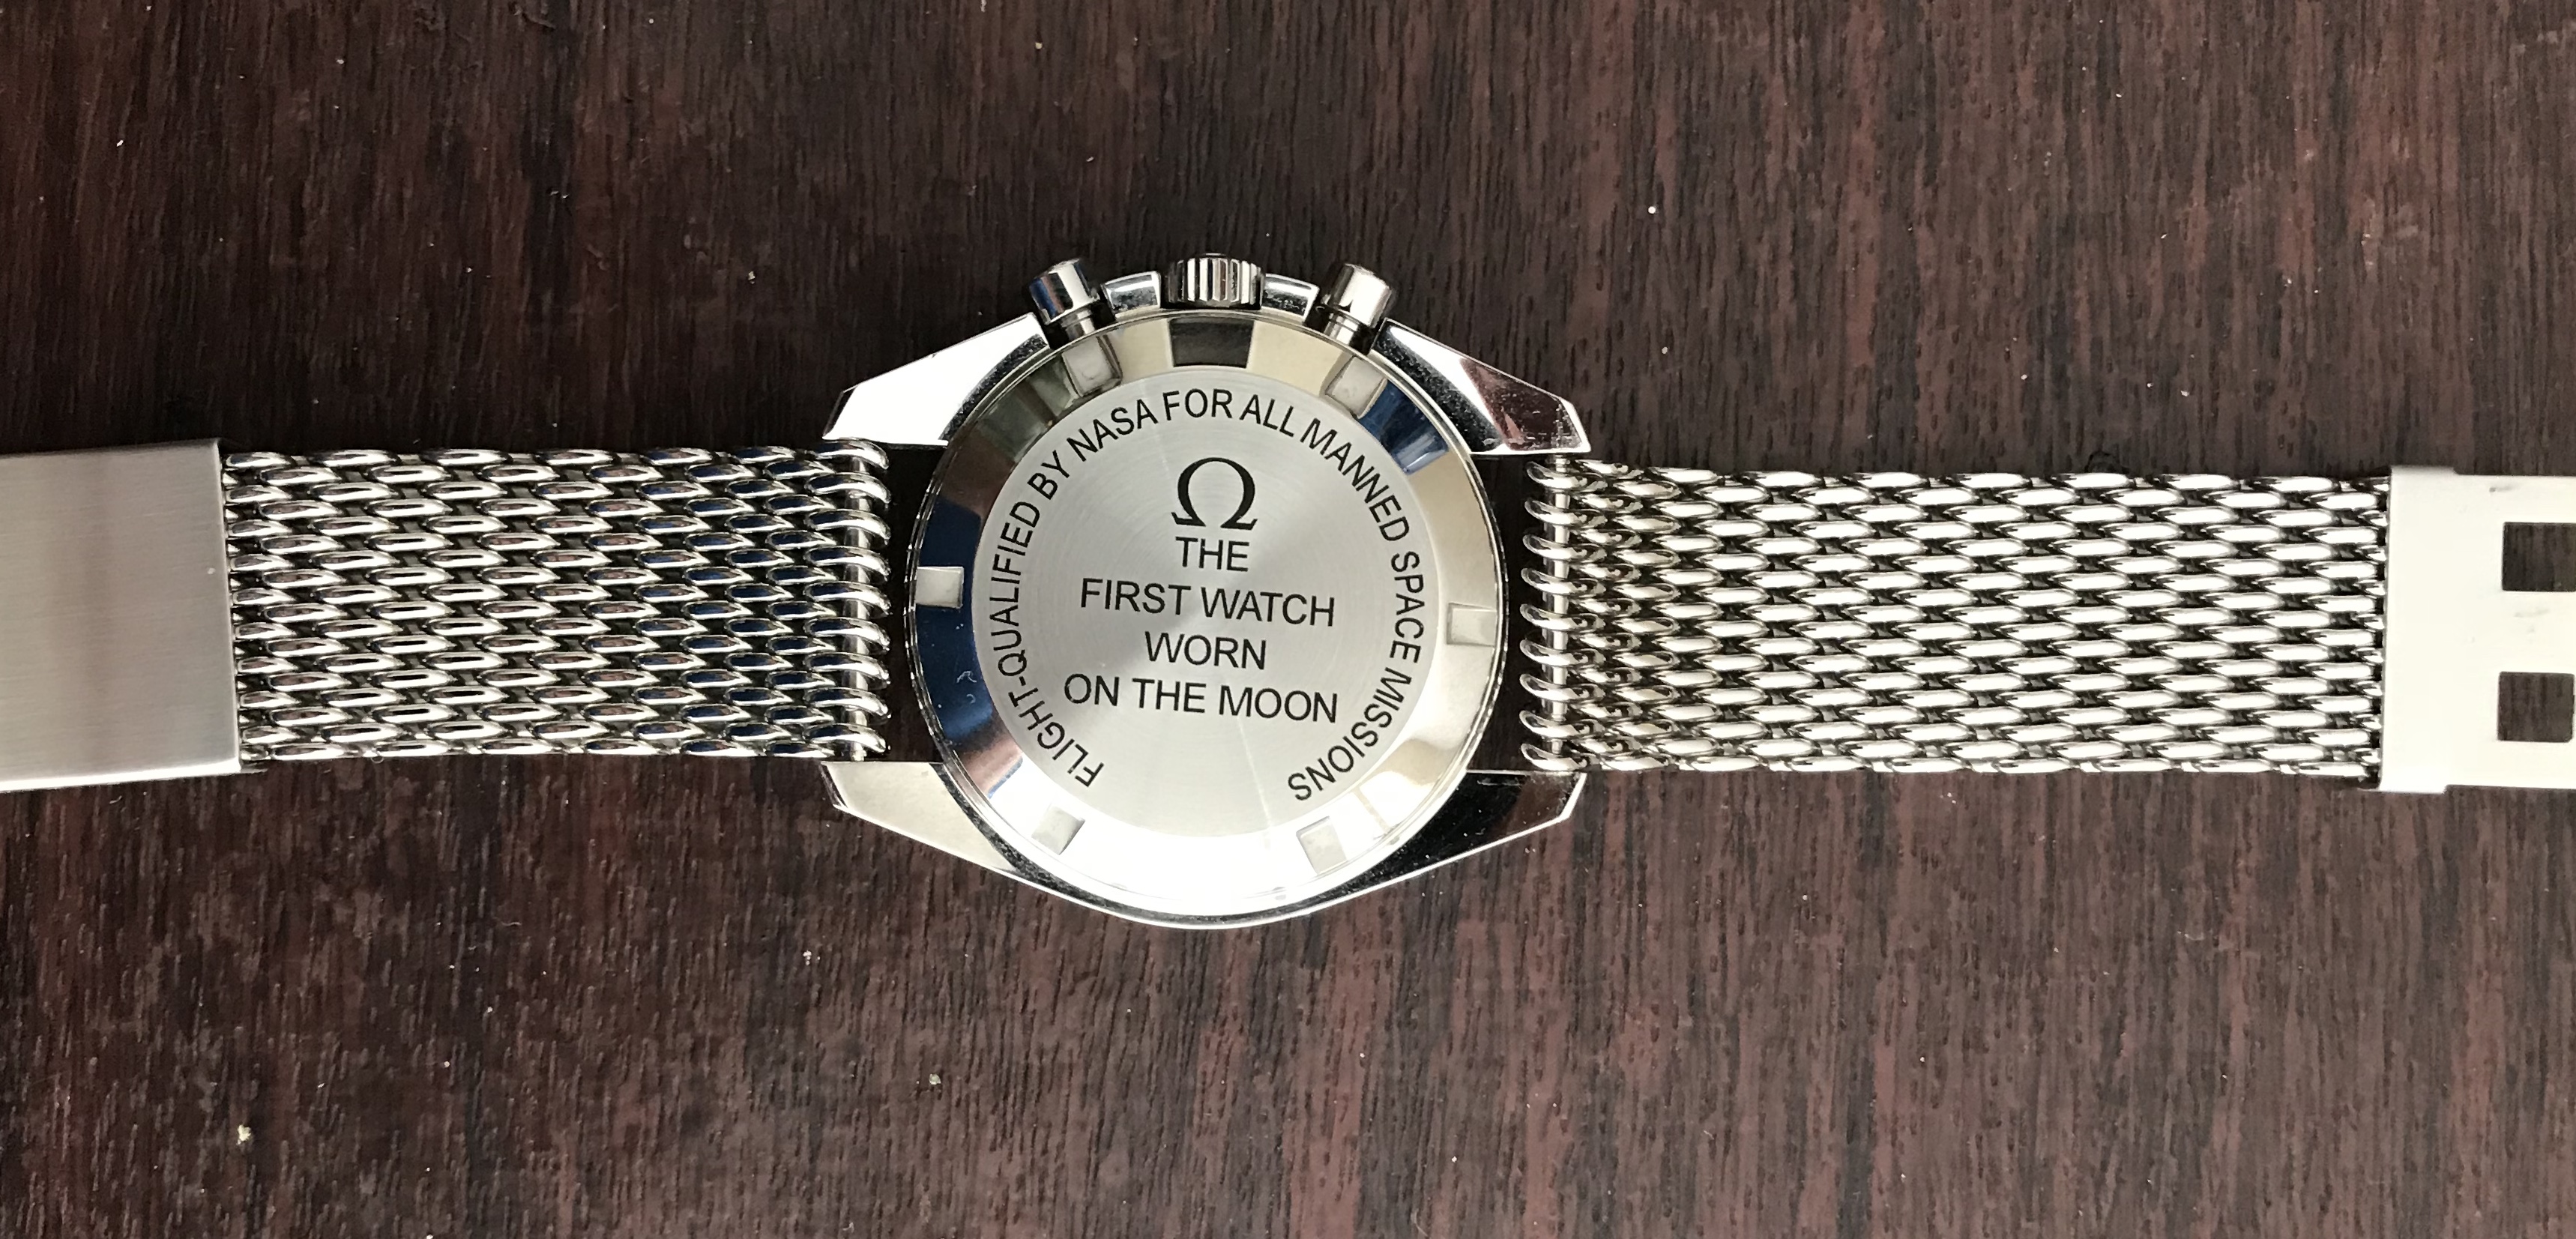 FLIGHT-QUALIFIED BY NASA FOR ALL MANNED SPACE MISSIONS
Ω
THE
FIRST WATCH
WORN
ON THE MOON